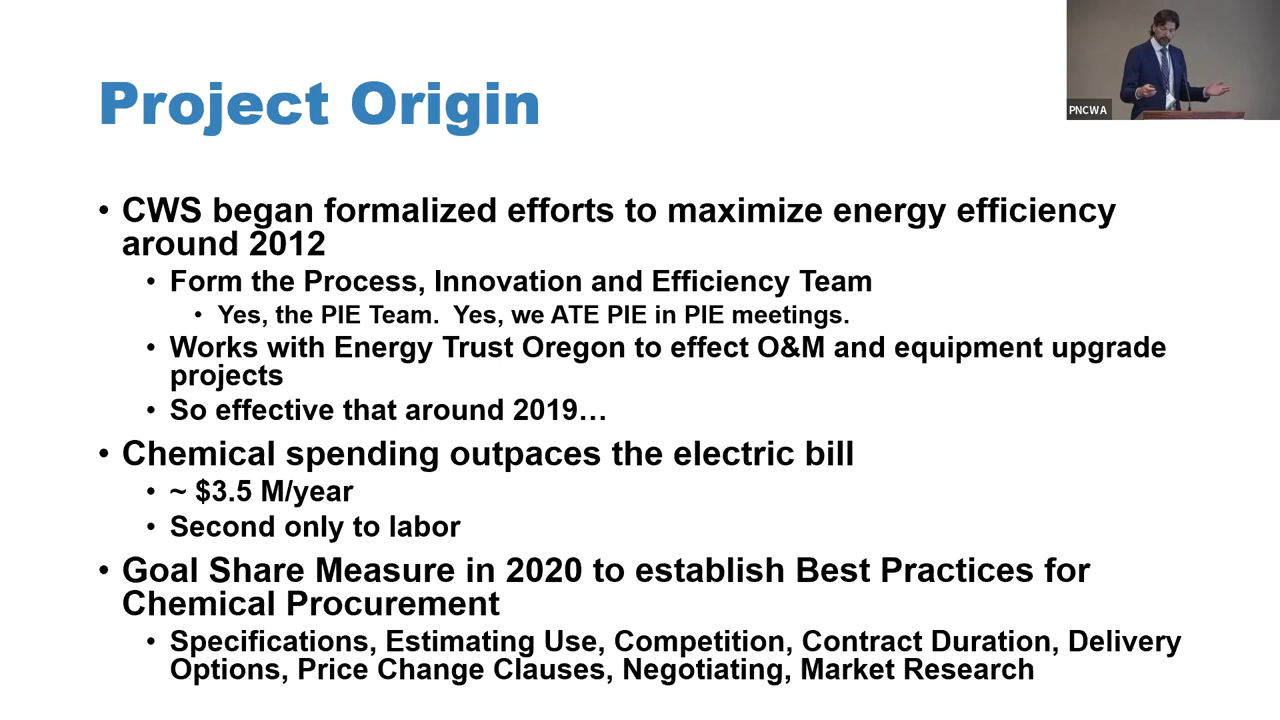 Project Origin
PNCWA
• CWS began formalized efforts to maximize energy efficiency
around 2012
• Form the Process, Innovation and Efficiency Team
• Yes, the PIE Team.  Yes, we ATE PIE in PIE meetings.
• Works with Energy Trust Oregon to effect O&M and equipment upgrade
projects
• So effective that around 2019…
• Chemical spending outpaces the electric bill
• ~ $3.5 M/year
• Second only to labor
• Goal Share Measure in 2020 to establish Best Practices for
Chemical Procurement
• Specifications, Estimating Use, Competition, Contract Duration, Delivery
Options, Price Change Clauses, Negotiating, Market Research